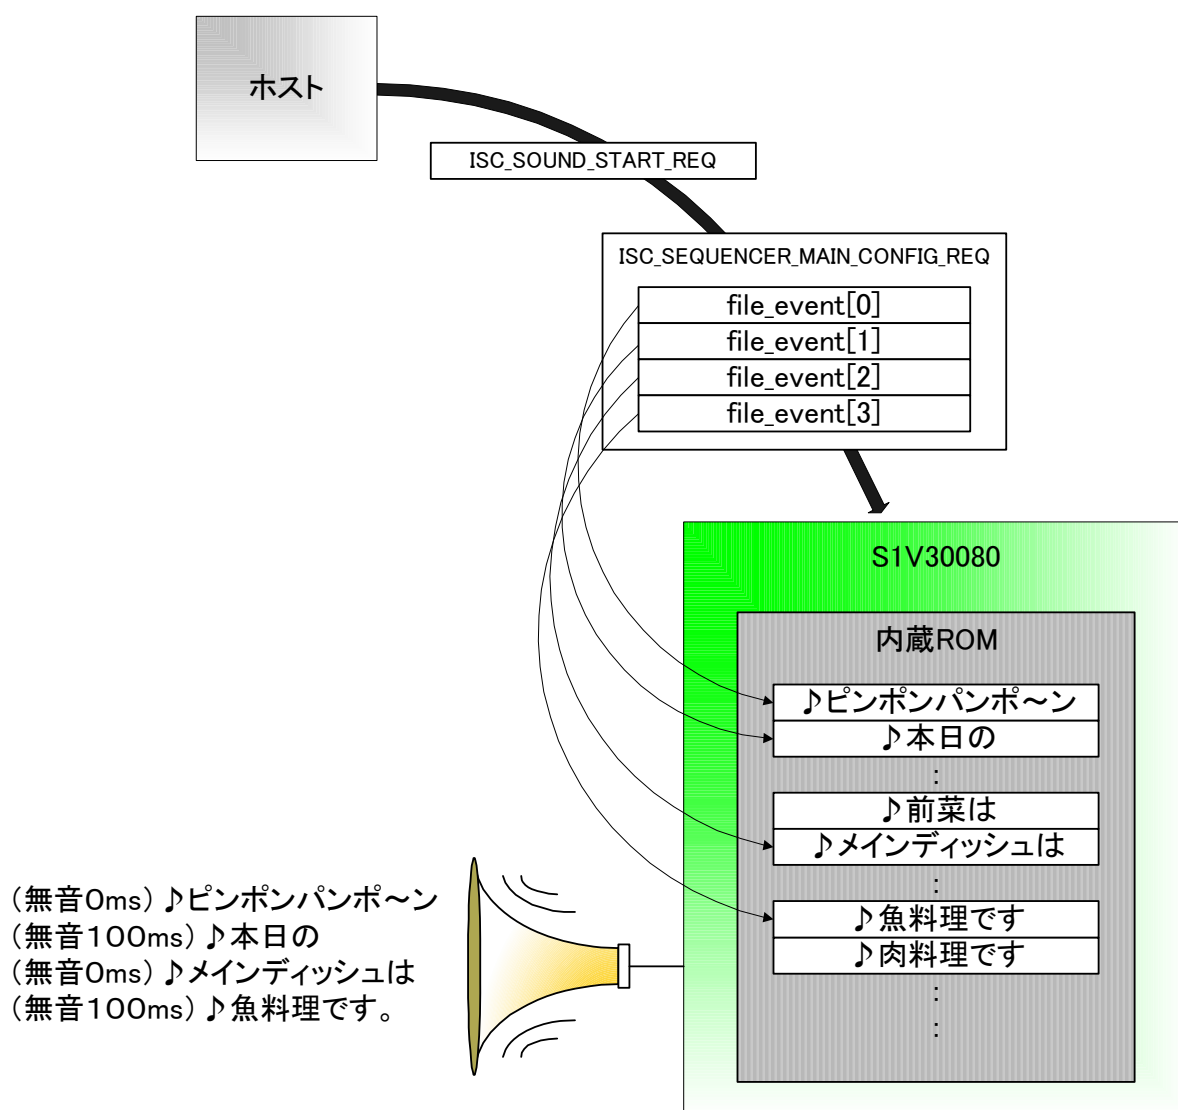 ホスト
ISC_SOUND_START_REQ
ISC_SEQUENCER_MAIN_CONFIG_REQ
file_event[0]
file_event[1]
file_event[2]
file_event[3]
S1V30080
内蔵ROM
♪ピンポンパンポ～ン
♪本日の
:
♪前菜は
♪メインディッシュは
:
♪魚料理です
♪肉料理です
:
:
(無音0ms)♪ピンポンパンポ～ン
(無音100ms)♪本日の
(無音0ms)♪メインディッシュは
(無音100ms)♪魚料理です。